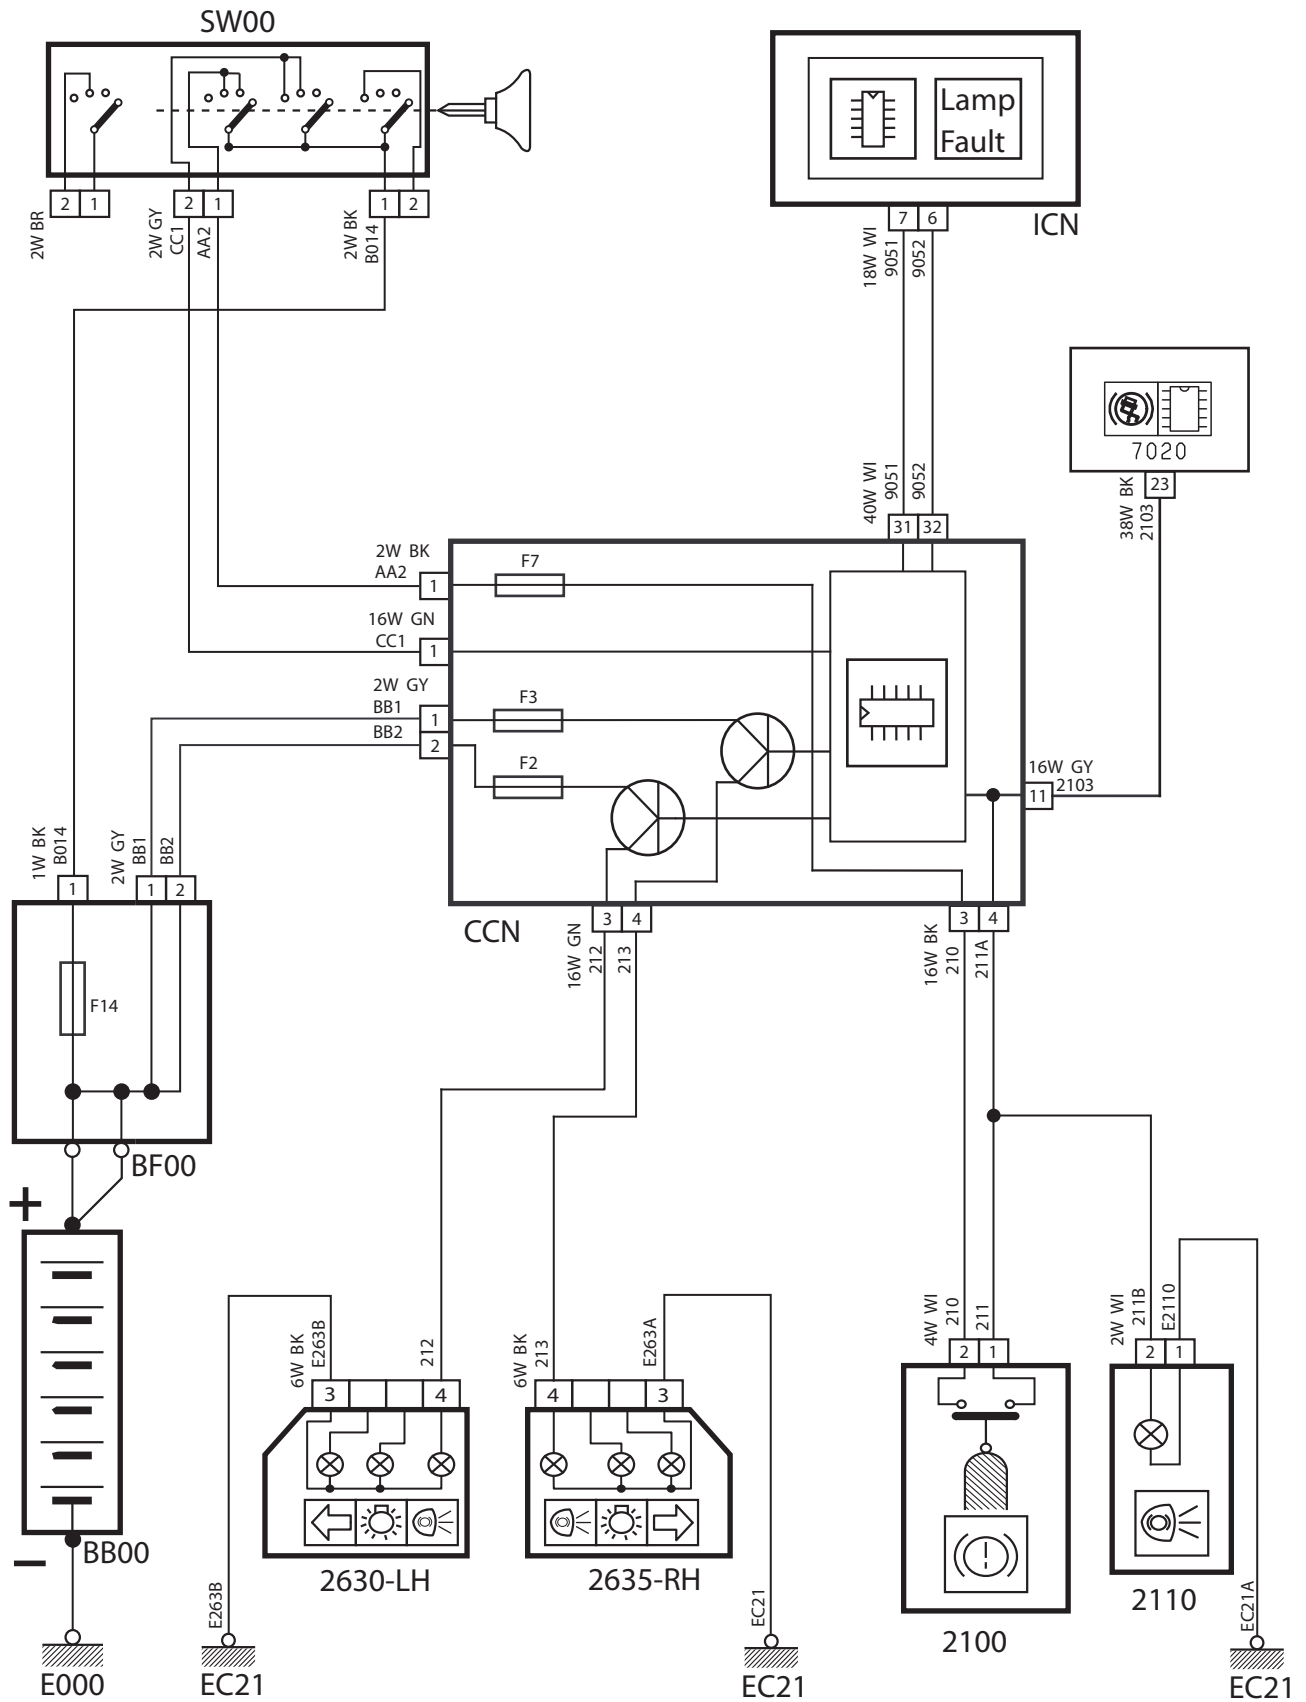 SW00
2 1
2 1
1 2
2W BR
2W GY
CC1
AA2
2W BK
B014
Lamp
Fault
7 6
ICN
18W WI
9051
9052
7020
23
38W BK
2103
40W WI
9051
9052
31 32
2W BK
AA2
1
F7
16W GN
CC1
1
2W GY
BB1
1
F3
BB2
2
F2
16W GY
11
2103
1W BK
B014
2W GY
BB1
BB2
1
1 2
CCN
3 4
3 4
16W GN
212
213
16W BK
210
211A
F14
BF00
+
−
BB00
E000
6W BK
E263B
212
3 4
6W BK
213
E263A
4 3
4W WI
210
211
2 1
2W WI
211B
E2110
2 1
2630-LH
2635-RH
2100
2110
E263B
EC21
EC21
EC21
EC21A
EC21